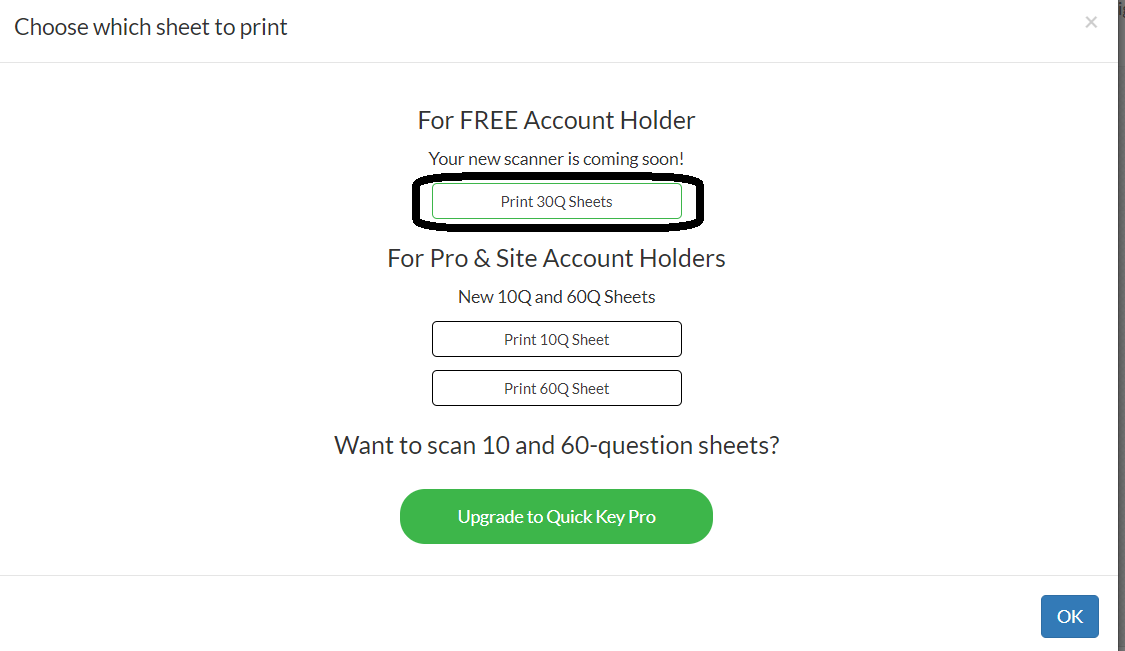 Choose which sheet to print
×
For FREE Account Holder
Your new scanner is coming soon!
Print 30Q Sheets
For Pro & Site Account Holders
New 10Q and 60Q Sheets
Print 10Q Sheet
Print 60Q Sheet
Want to scan 10 and 60-question sheets?
Upgrade to Quick Key Pro
OK